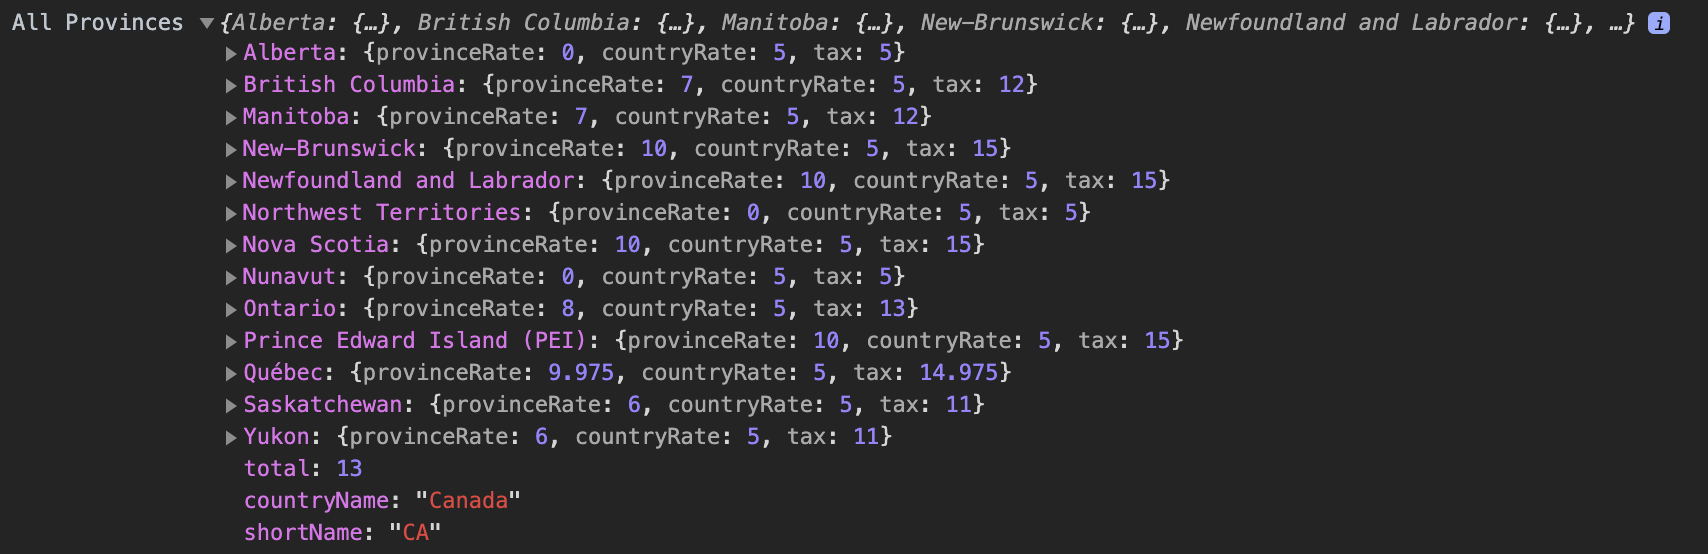 All Provinces ▼{Alberta: {…}, British Columbia: {…}, Manitoba: {…}, New-Brunswick: {…}, Newfoundland and Labrador: {…}, …} i
▶Alberta: {provinceRate: 0, countryRate: 5, tax: 5}
▶British Columbia: {provinceRate: 7, countryRate: 5, tax: 12}
▶Manitoba: {provinceRate: 7, countryRate: 5, tax: 12}
▶New-Brunswick: {provinceRate: 10, countryRate: 5, tax: 15}
▶Newfoundland and Labrador: {provinceRate: 10, countryRate: 5, tax: 15}
▶Northwest Territories: {provinceRate: 0, countryRate: 5, tax: 5}
▶Nova Scotia: {provinceRate: 10, countryRate: 5, tax: 15}
▶Nunavut: {provinceRate: 0, countryRate: 5, tax: 5}
▶Ontario: {provinceRate: 8, countryRate: 5, tax: 13}
▶Prince Edward Island (PEI): {provinceRate: 10, countryRate: 5, tax: 15}
▶Québec: {provinceRate: 9.975, countryRate: 5, tax: 14.975}
▶Saskatchewan: {provinceRate: 6, countryRate: 5, tax: 11}
▶Yukon: {provinceRate: 6, countryRate: 5, tax: 11}
total: 13
countryName: "Canada"
shortName: "CA"